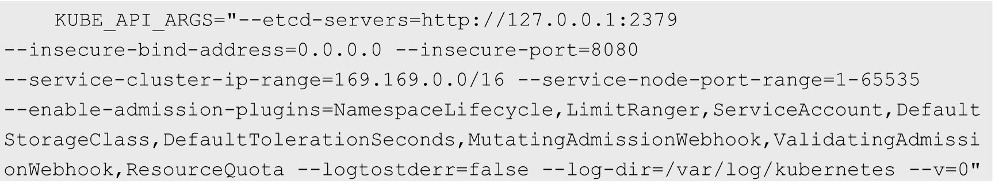 KUBE_API_ARGS="--etcd-servers=http://127.0.0.1:2379
--insecure-bind-address=0.0.0.0 --insecure-port=8080
--service-cluster-ip-range=169.169.0.0/16 --service-node-port-range=1-65535
--enable-admission-plugins=NamespaceLifecycle,LimitRanger,ServiceAccount,Default
StorageClass,DefaultTolerationSeconds,MutatingAdmissionWebhook,ValidatingAdmissi
onWebhook,ResourceQuota --logtostderr=false --log-dir=/var/log/kubernetes --v=0"